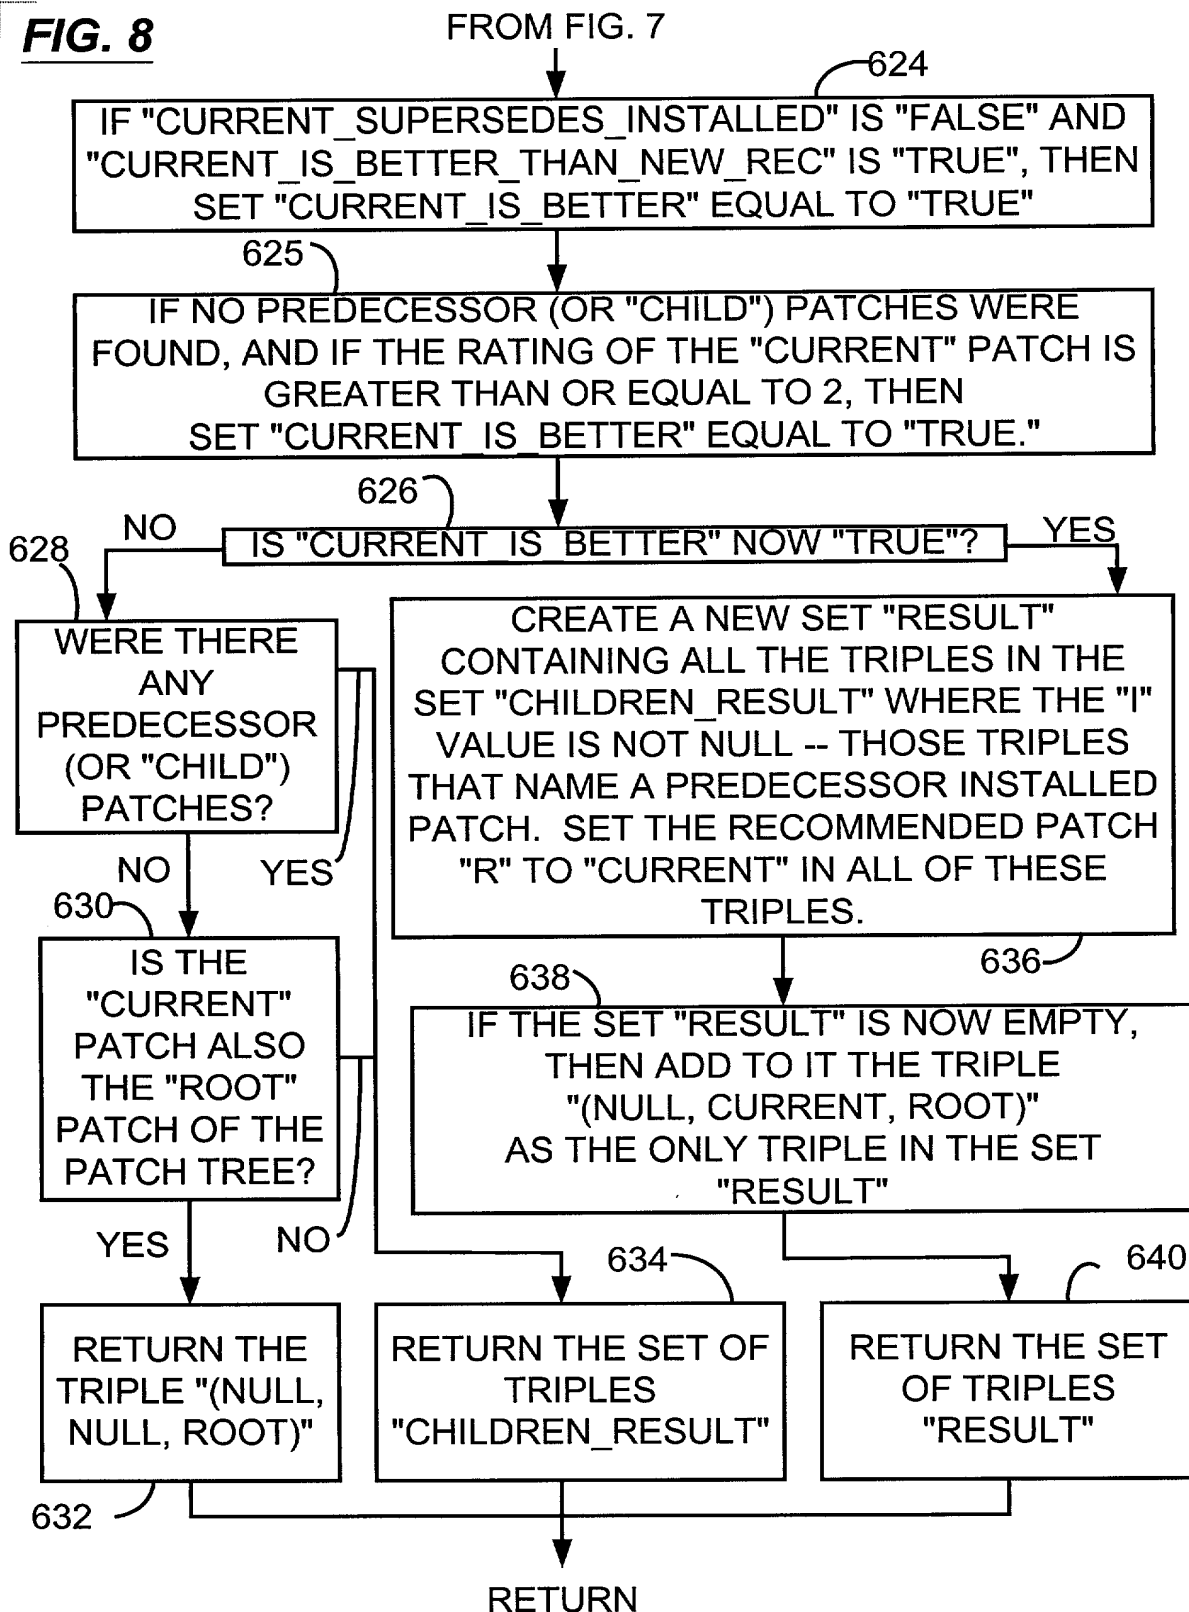 FIG. 8
FROM FIG. 7
624
IF "CURRENT_SUPERSEDES_INSTALLED" IS "FALSE" AND
"CURRENT_IS_BETTER_THAN_NEW_REC" IS "TRUE", THEN
SET "CURRENT_IS_BETTER" EQUAL TO "TRUE"
625
IF NO PREDECESSOR (OR "CHILD") PATCHES WERE
FOUND, AND IF THE RATING OF THE "CURRENT" PATCH IS
GREATER THAN OR EQUAL TO 2, THEN
SET "CURRENT_IS_BETTER" EQUAL TO "TRUE."
626
NO
IS "CURRENT_IS_BETTER" NOW "TRUE"?
YES
628
WERE THERE
ANY
PREDECESSOR
(OR "CHILD")
PATCHES?
NO
YES
CREATE A NEW SET "RESULT"
CONTAINING ALL THE TRIPLES IN THE
SET "CHILDREN_RESULT" WHERE THE "I"
VALUE IS NOT NULL -- THOSE TRIPLES
THAT NAME A PREDECESSOR INSTALLED
PATCH. SET THE RECOMMENDED PATCH
"R" TO "CURRENT" IN ALL OF THESE
TRIPLES.
636
630
IS THE
"CURRENT"
PATCH ALSO
THE "ROOT"
PATCH OF THE
PATCH TREE?
YES
NO
638
IF THE SET "RESULT" IS NOW EMPTY,
THEN ADD TO IT THE TRIPLE
"(NULL, CURRENT, ROOT)"
AS THE ONLY TRIPLE IN THE SET
"RESULT"
634
640
RETURN THE
TRIPLE "(NULL,
NULL, ROOT)"
632
RETURN THE SET OF
TRIPLES
"CHILDREN_RESULT"
RETURN THE SET
OF TRIPLES
"RESULT"
RETURN